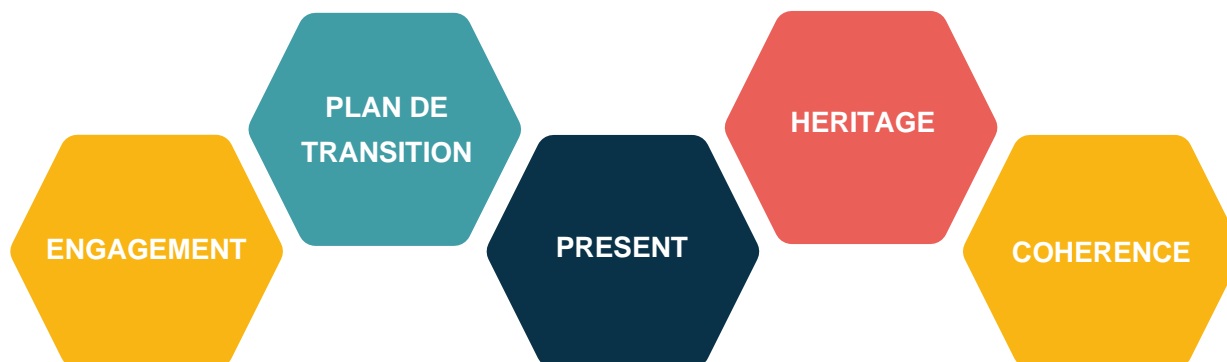 ENGAGEMENT
PLAN DE
TRANSITION
PRESENT
HERITAGE
COHERENCE